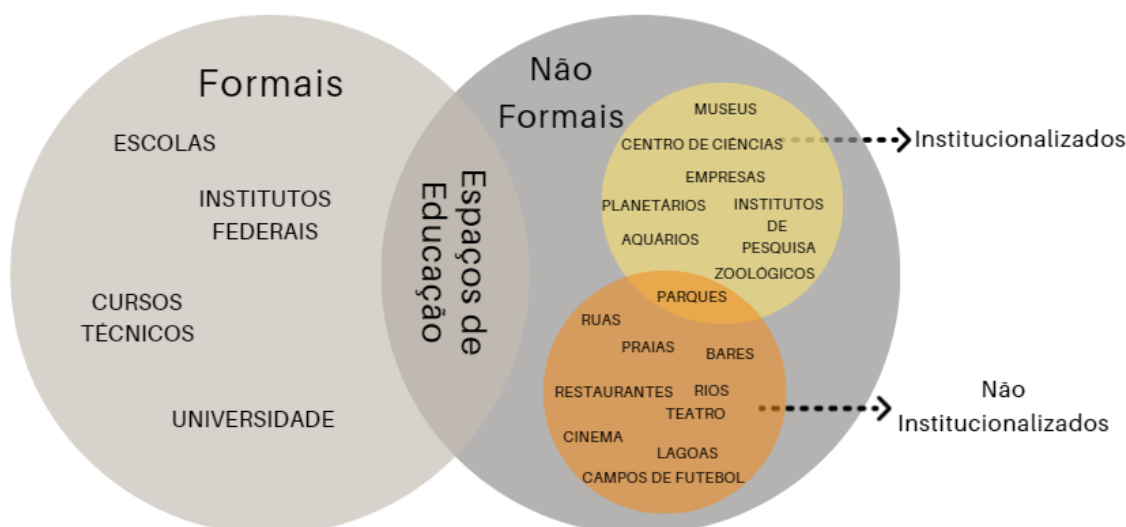 Formais
ESCOLAS
INSTITUTOS
FEDERAIS
CURSOS
TÉCNICOS
UNIVERSIDADE
Espaços de
Educação
Não
Formais
MUSEUS
CENTRO DE CIÊNCIAS
EMPRESAS
PLANETÁRIOS
INSTITUTOS
DE
PESQUISA
AQUÁRIOS
ZOOLÓGICOS
PARQUES
RUAS
PRAIAS
BARES
RESTAURANTES
RIOS
TEATRO
CINEMA
LAGOAS
CAMPOS DE FUTEBOL
Institucionalizados
Não
Institucionalizados